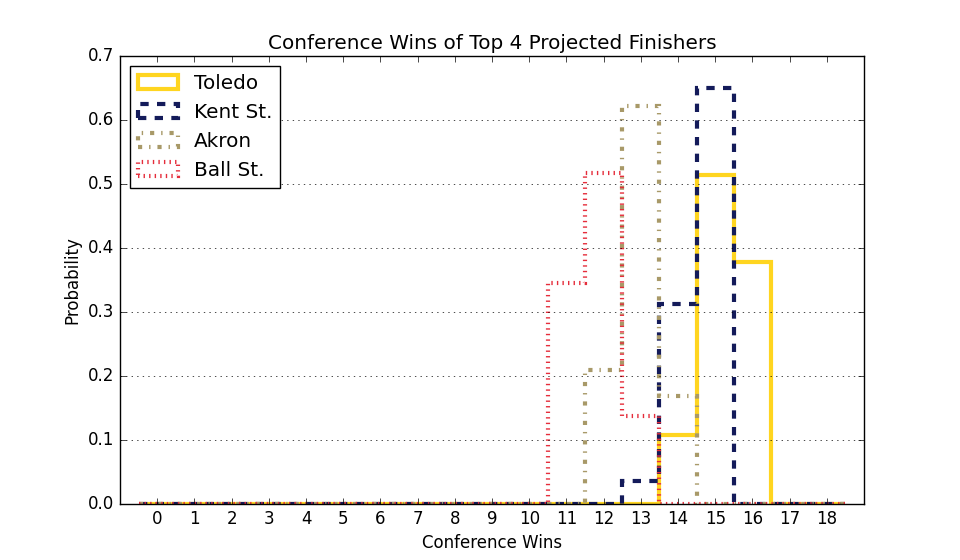 Conference Wins of Top 4 Projected Finishers
Toledo
Kent St.
Akron
Ball St.
Probability
0.7
0.6
0.5
0.4
0.3
0.2
0.1
0.0
0 1 2 3 4 5 6 7 8 9 10 11 12 13 14 15 16 17 18
Conference Wins